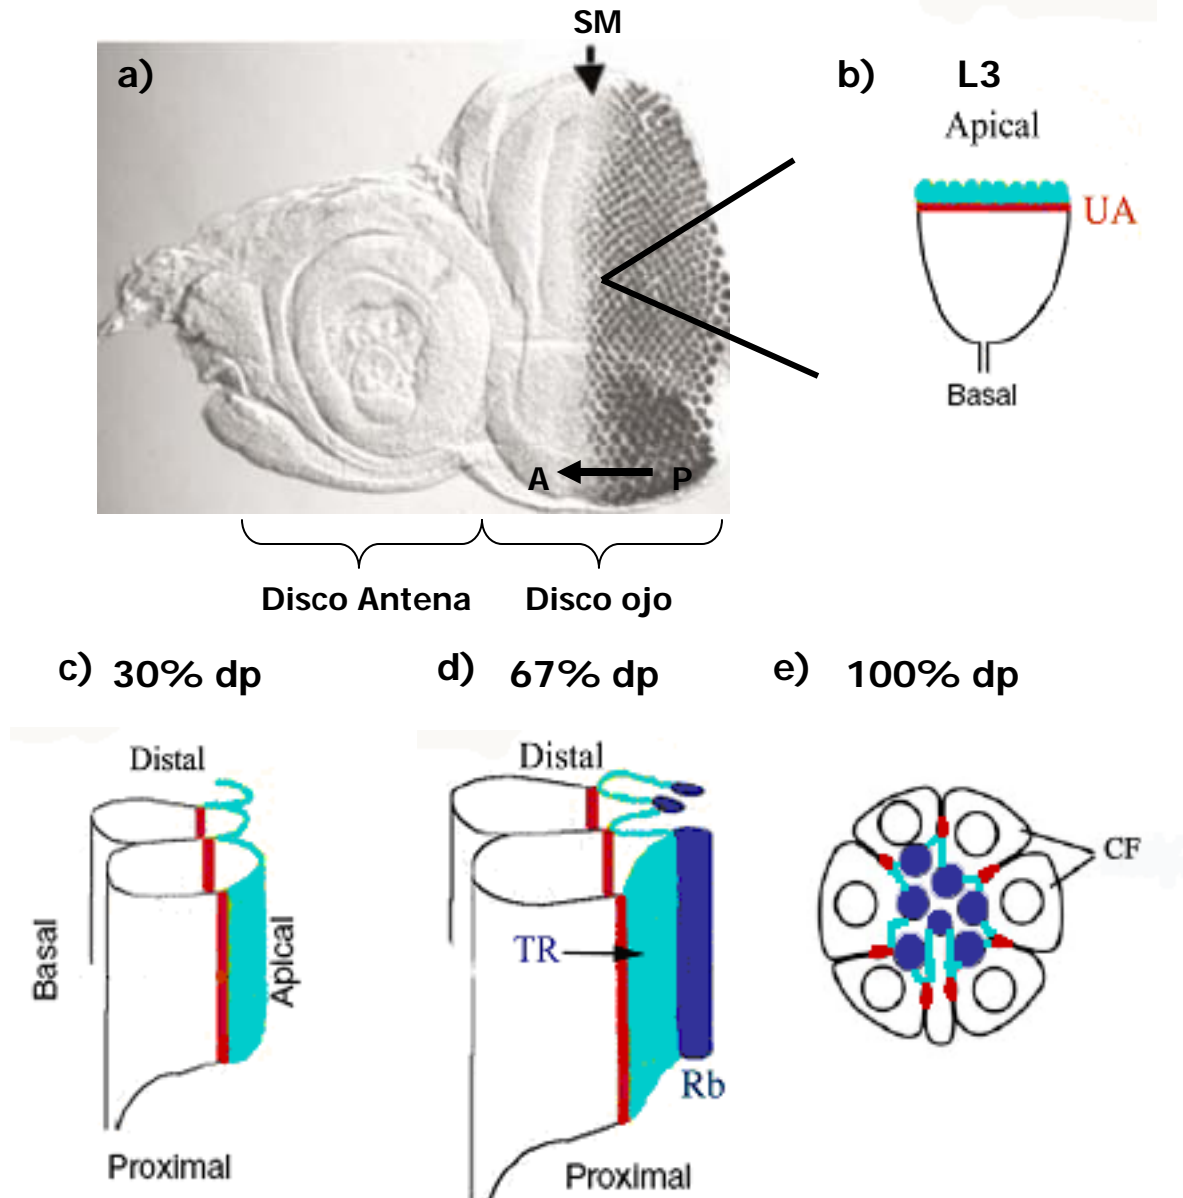 SM
a)
b) L3
Apical
UA
Basal
A P
Disco Antena Disco ojo
c) 30% dp d) 67% dp e) 100% dp
Distal
Basal
Apical
Proximal
Distal
TR
Rb
Proximal
CF